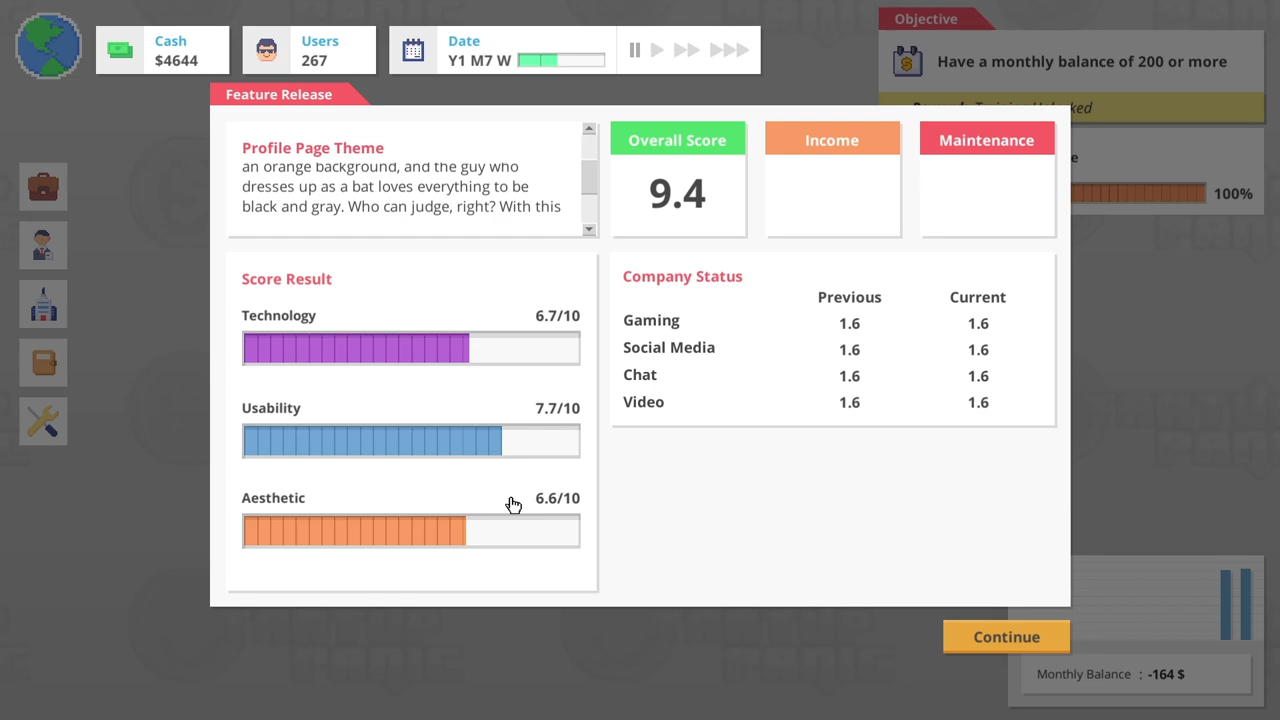 Cash
$4644
Users
267
Date
Y1 M7 W
Objective
Have a monthly balance of 200 or more
Feature Release
Profile Page Theme
an orange background, and the guy who
dresses up as a bat loves everything to be
black and gray. Who can judge, right? With this
Overall Score
9.4
Income
Maintenance
100%
Score Result
Technology
6.7/10
Usability
7.7/10
Aesthetic
6.6/10
Company Status
Previous
Current
Gaming
1.6
1.6
Social Media
1.6
1.6
Chat
1.6
1.6
Video
1.6
1.6
Continue
Monthly Balance : -164 $